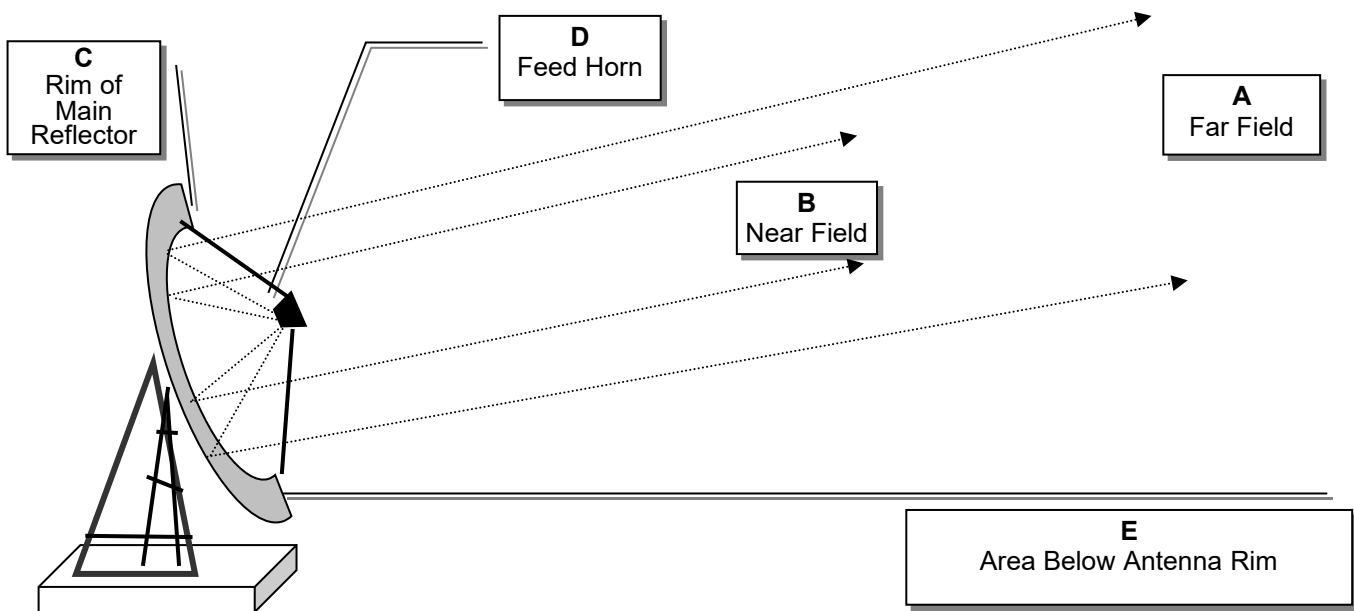 C
Rim of
Main
Reflector
D
Feed Horn
A
Far Field
B
Near Field
E
Area Below Antenna Rim